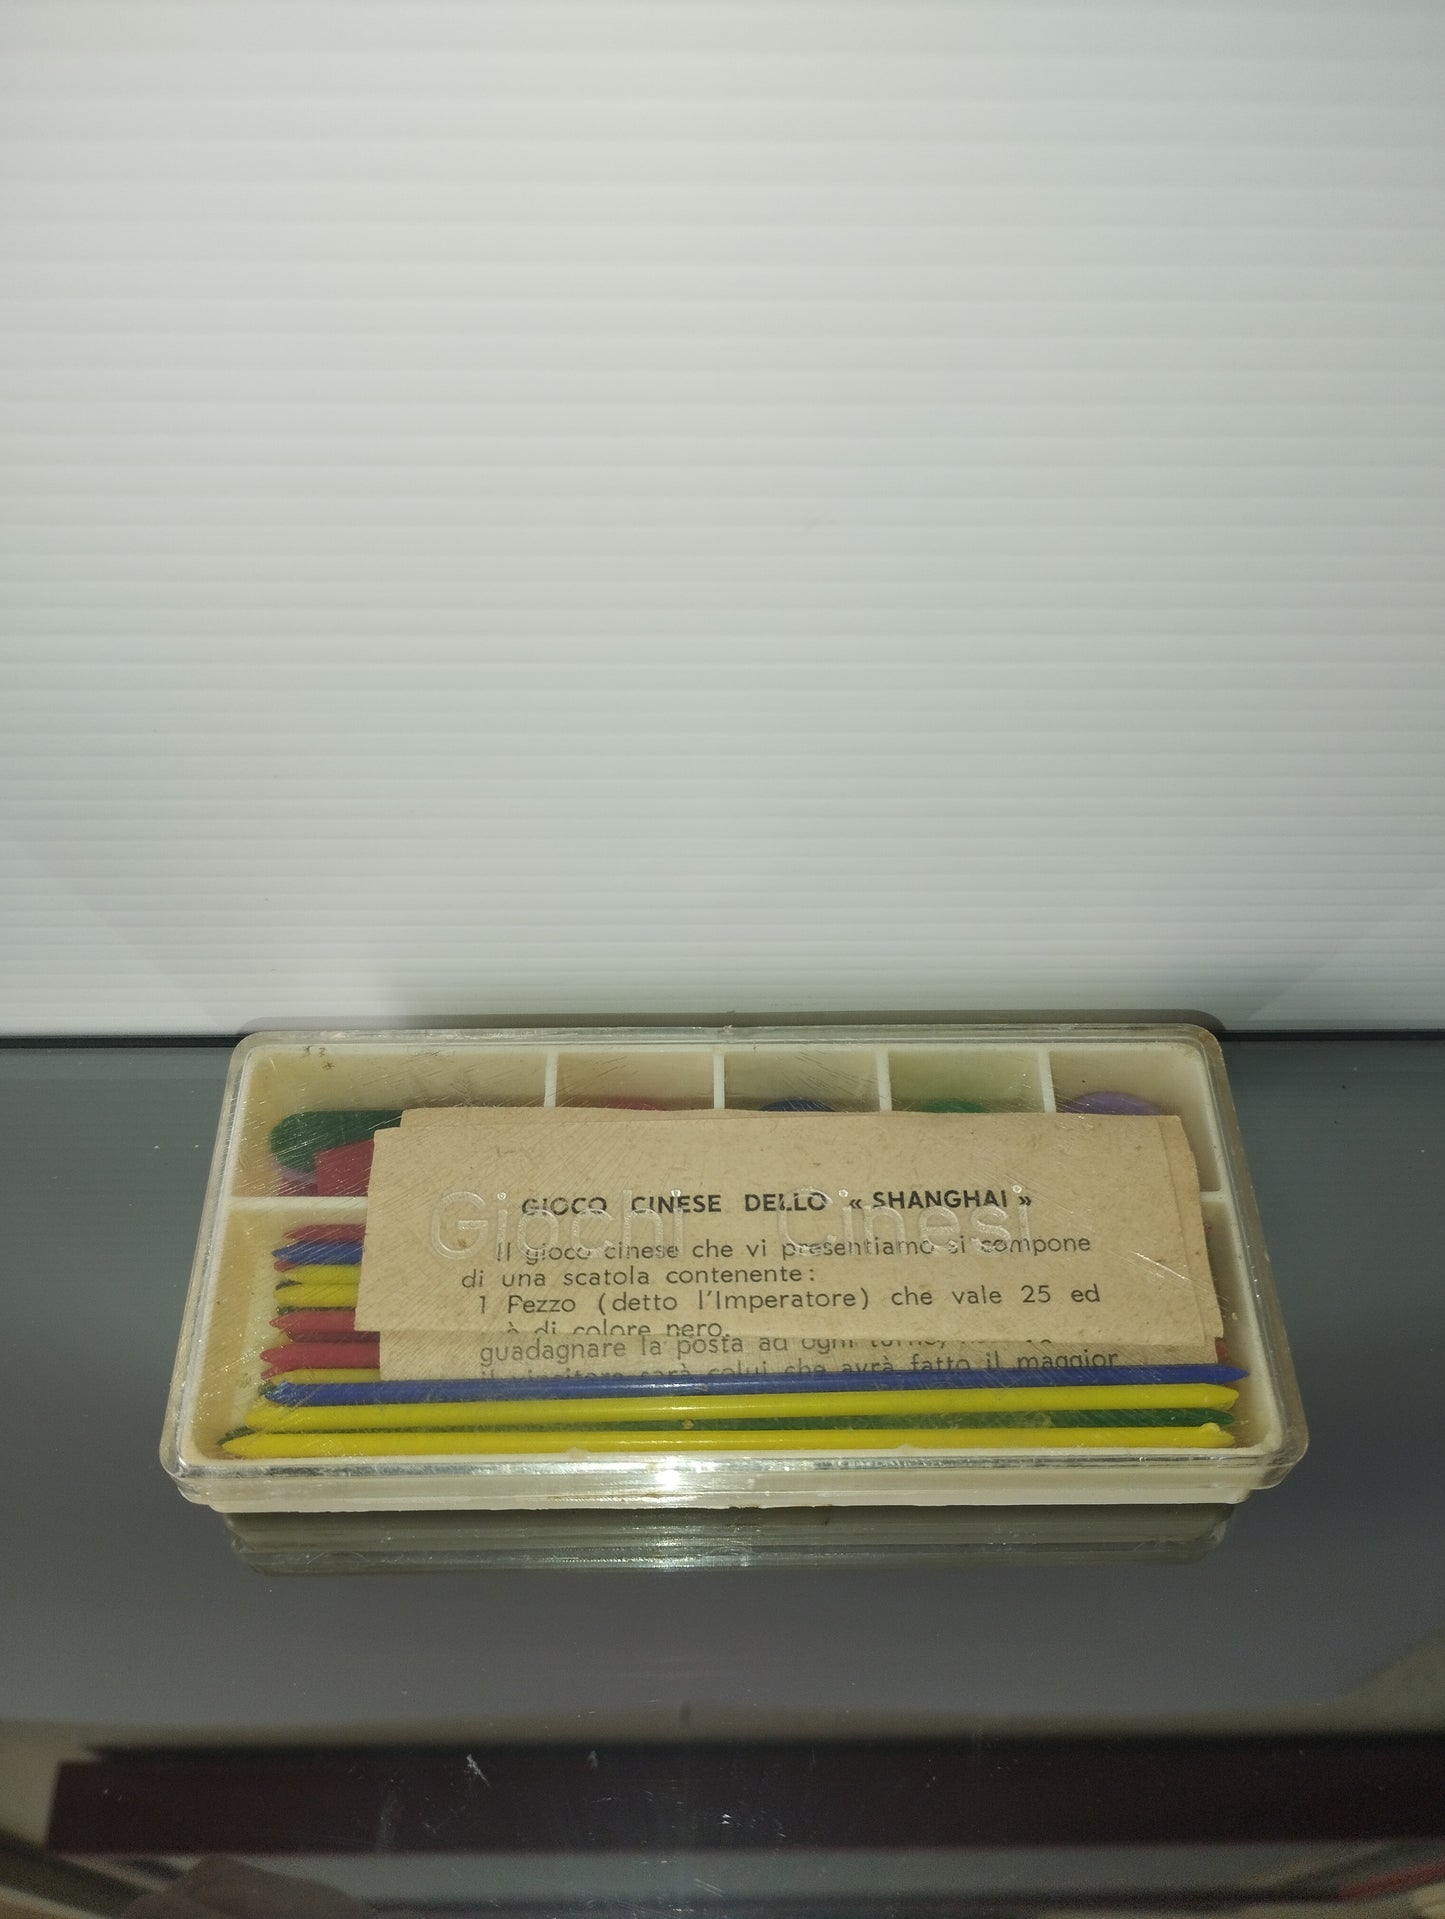 Giochi Cinesi
GIOCO CINESE DELLO « SHANGHAI »
Il gioco cinese che vi presentiamo si compone
di una scatola contenente:
1 Pezzo (detto l'Imperatore) che vale 25 ed
è di colore nero.
guadagnare la posta ad ogni turno,
il vincitore sarà colui che avrà fatto il maggior